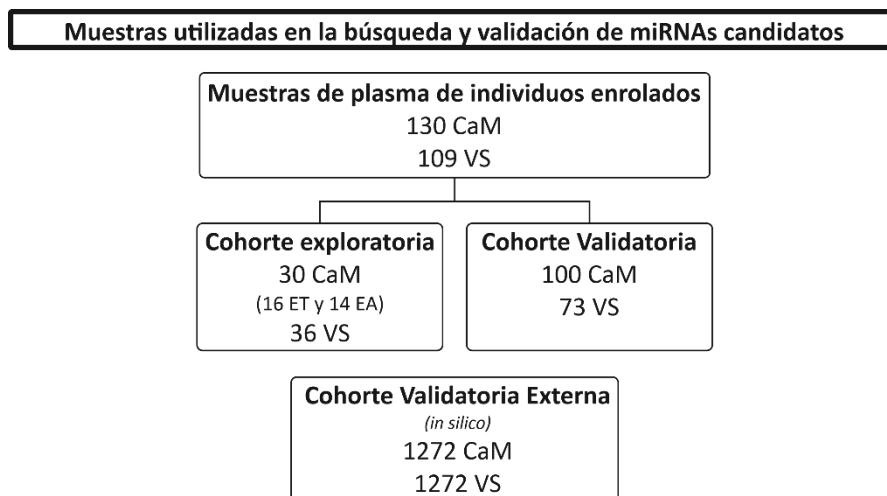 Muestras utilizadas en la búsqueda y validación de miRNAs candidatos
Muestras de plasma de individuos enrolados
130 CaM
109 VS
Cohorte exploratoria
30 CaM
(16 ET y 14 EA)
36 VS
Cohorte Validatoria
100 CaM
73 VS
Cohorte Validatoria Externa
(in silico)
1272 CaM
1272 VS